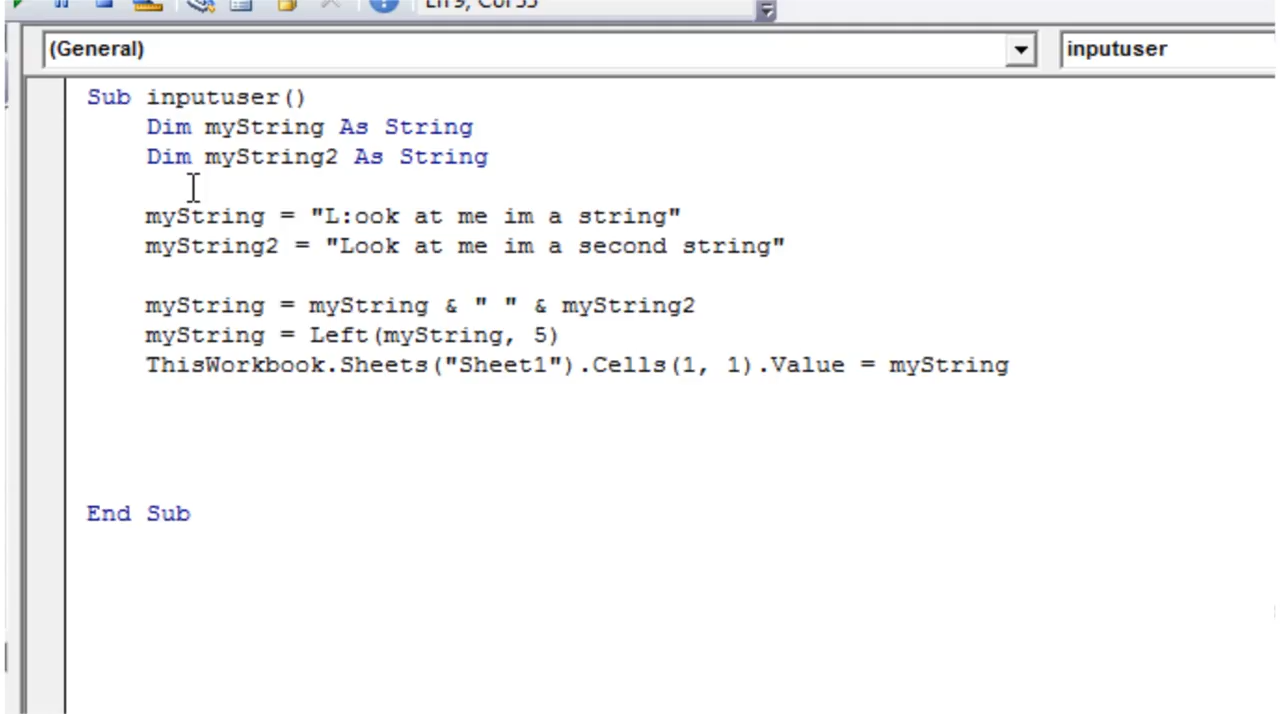 (General)
inputuser
Sub inputuser()
Dim myString As String
Dim myString2 As String
myString = "L:ook at me im a string"
myString2 = "Look at me im a second string"
myString = myString & " " & myString2
myString = Left(myString, 5)
ThisWorkbook.Sheets("Sheet1").Cells(1, 1).Value = myString
End Sub